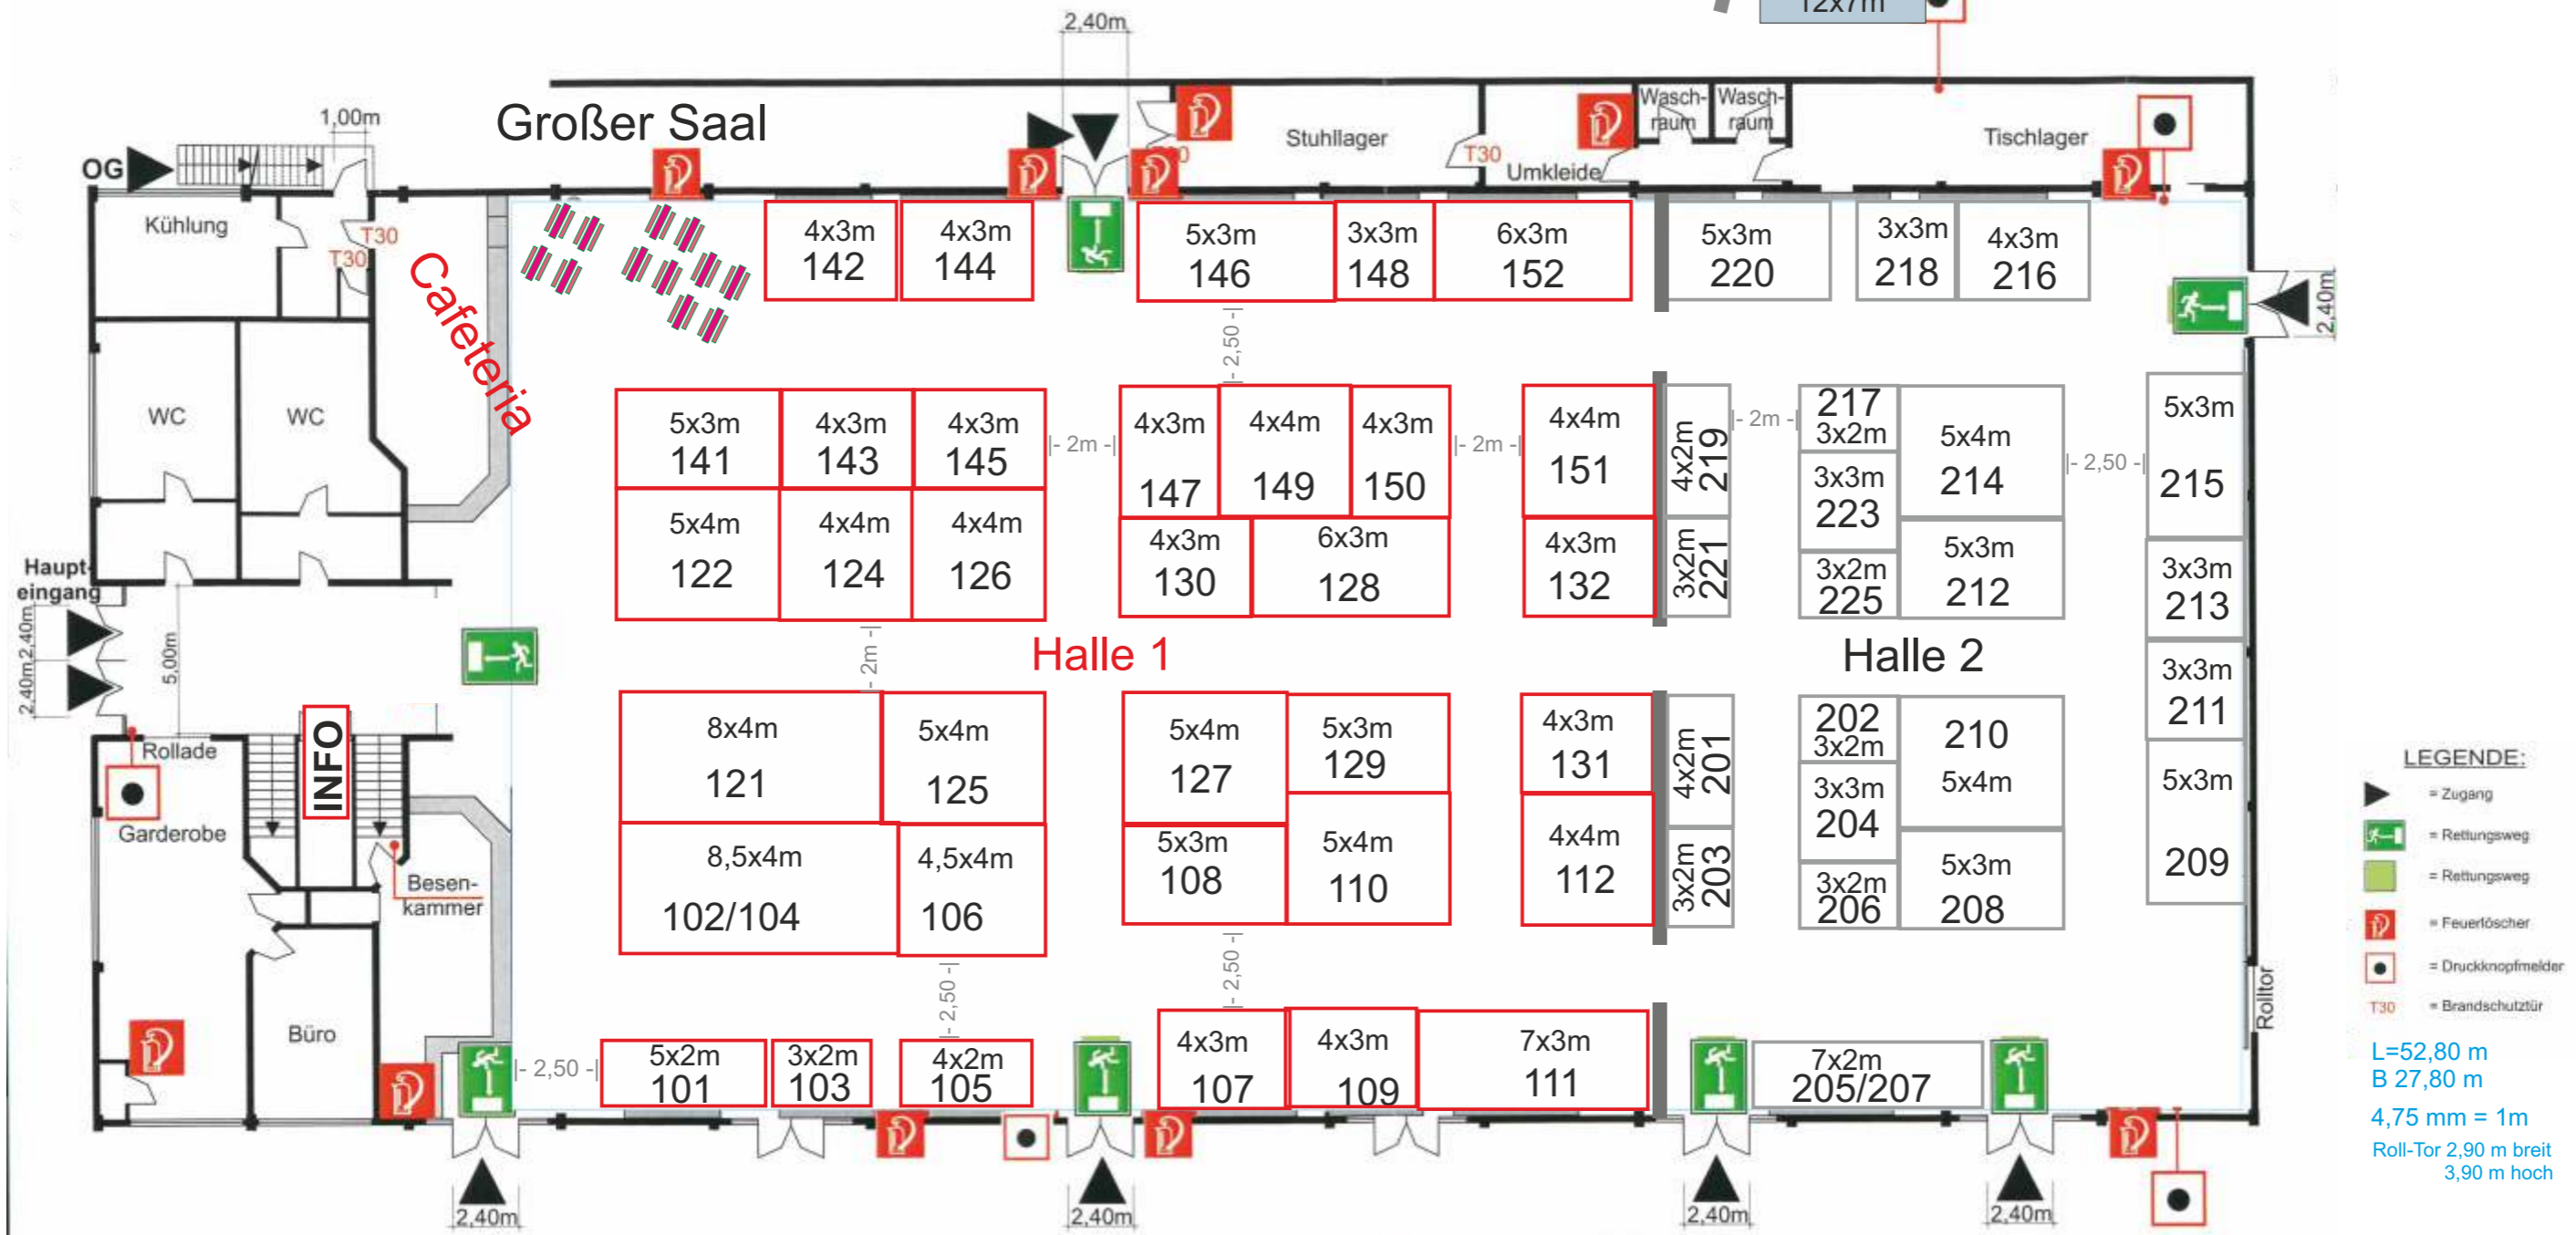 12x7m
2,40m
Großer Saal
1,00m
OG
Kühlung
T30
T30
Cafeteria
Stuhllager
T30
Umkleide
Wasch-
raum
Wasch-
raum
Tischlager
2,40m
4x3m
142
4x3m
144
5x3m
146
3x3m
148
6x3m
152
5x3m
220
3x3m
218
4x3m
216
|- 2,50 -|
WC
WC
5x3m
141
4x3m
143
4x3m
145
|- 2m -|
4x3m
147
4x4m
149
4x3m
150
|- 2m -|
4x4m
151
4x2m
219
|- 2m -|
217
3x2m
5x4m
214
|- 2,50 -|
5x3m
215
3x3m
223
5x4m
122
4x4m
124
4x4m
126
4x3m
130
6x3m
128
4x3m
132
3x2m
221
3x2m
225
5x3m
212
3x3m
213
Haupt-
eingang
2,40m
2,40m
5,00m
|- 2m -|
Halle 1
Halle 2
3x3m
211
Rollade
INFO
Garderobe
8x4m
121
5x4m
125
5x4m
127
5x3m
129
4x3m
131
4x2m
201
202
3x2m
210
5x4m
5x3m
209
3x3m
204
8,5x4m
102/104
4,5x4m
106
5x3m
108
5x4m
110
4x4m
112
3x2m
203
3x2m
206
5x3m
208
Besen-
kammer
Büro
|- 2,50 -|
|- 2,50 -|
|- 2,50 -|
5x2m
101
3x2m
103
4x2m
105
4x3m
107
4x3m
109
7x3m
111
7x2m
205/207
Rolltor
2,40m
2,40m
2,40m
2,40m
LEGENDE:
= Zugang
= Rettungsweg
= Rettungsweg
= Feuerlöscher
= Druckknopfmelder
T30 = Brandschutztür
L=52,80 m
B 27,80 m
4,75 mm = 1m
Roll-Tor 2,90 m breit
3,90 m hoch